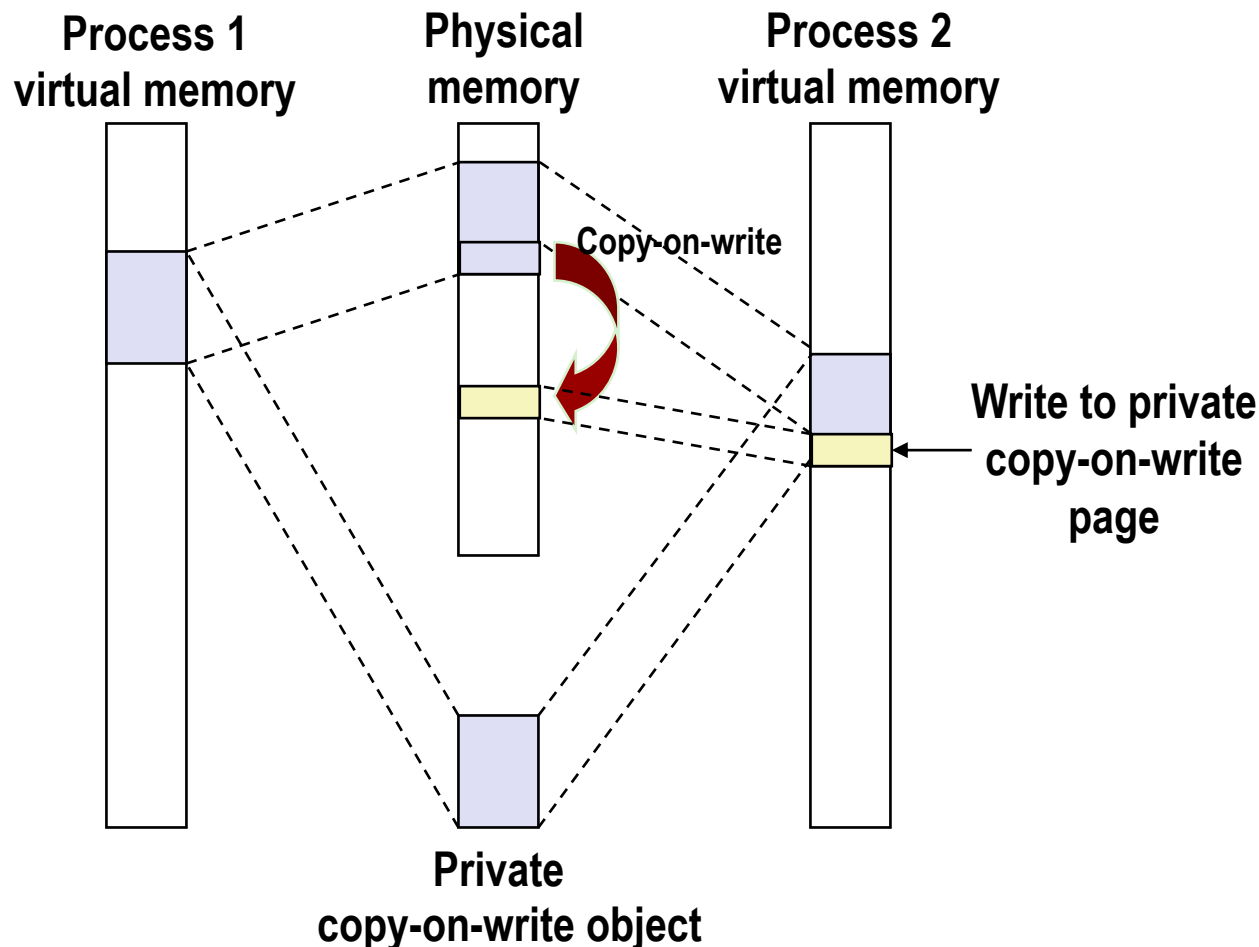 Process 1
virtual memory
Physical
memory
Process 2
virtual memory
Copy-on-write
Write to private
copy-on-write
page
Private
copy-on-write object